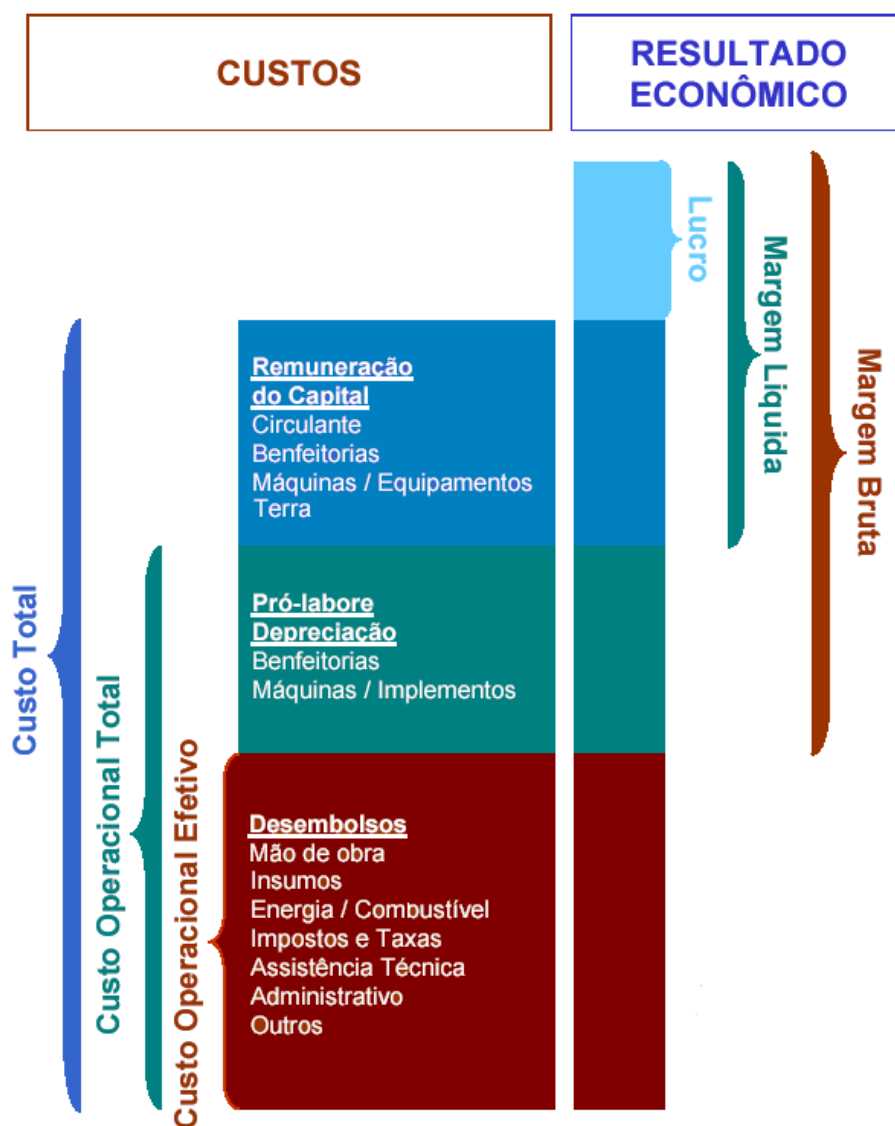 CUSTOS
RESULTADO
ECONÔMICO
Lucro
Margem Liquida
Margem Bruta
Custo Total
Custo Operacional Total
Custo Operacional Efetivo
Remuneração
do Capital
Circulante
Benfeitorias
Máquinas / Equipamentos
Terra
Pró-labore
Depreciação
Benfeitorias
Máquinas / Implementos
Desembolsos
Mão de obra
Insumos
Energia / Combustível
Impostos e Taxas
Assistência Técnica
Administrativo
Outros